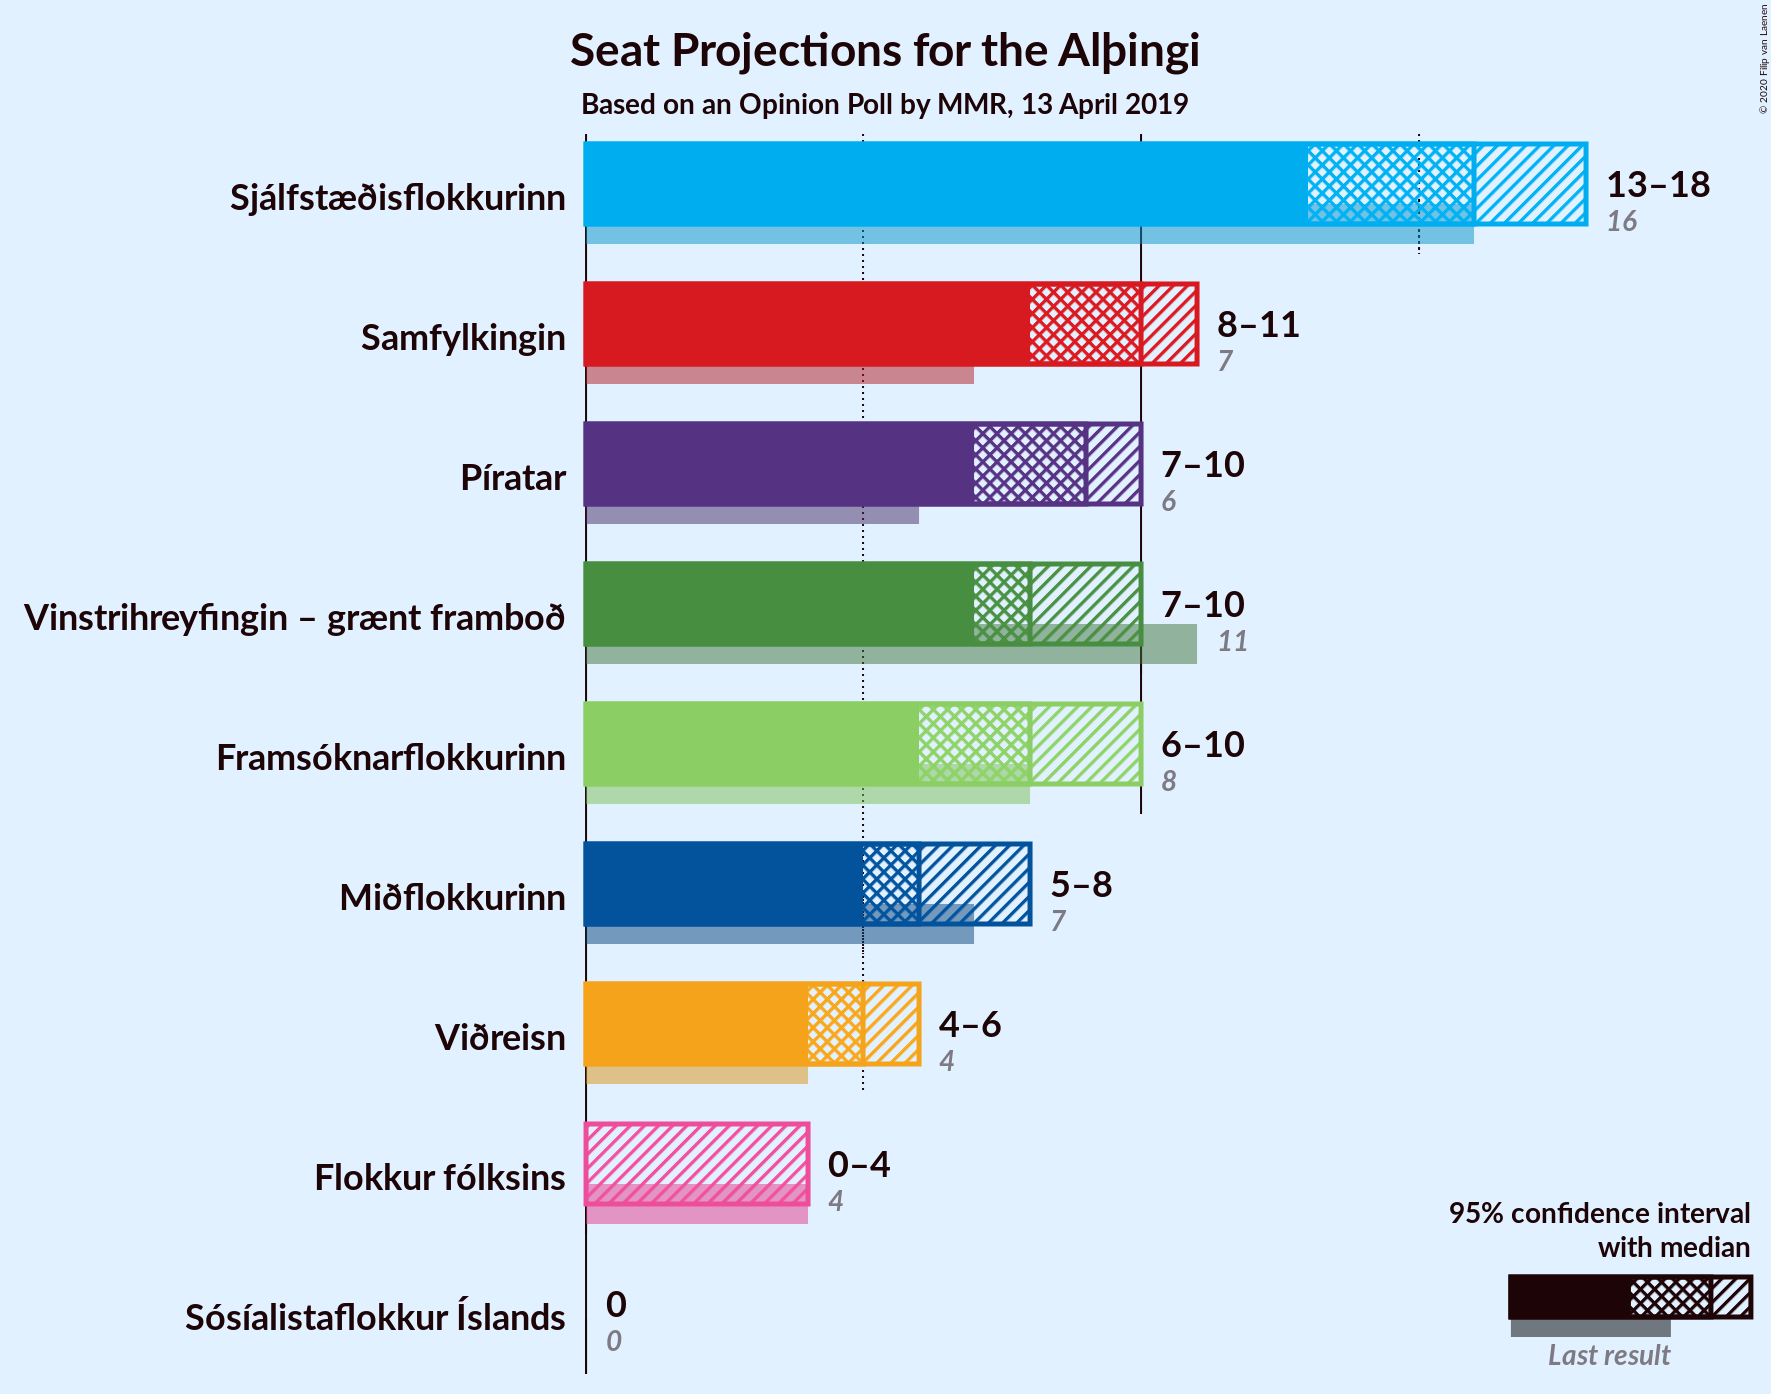 Seat Projections for the Alþingi
Based on an Opinion Poll by MMR, 13 April 2019
© 2020 Filip van Laenen
Sjálfstæðisflokkurinn
13–18
16
Samfylkingin
8–11
7
Píratar
7–10
6
Vinstrihreyfingin – grænt framboð
7–10
11
Framsóknarflokkurinn
6–10
8
Miðflokkurinn
5–8
7
Viðreisn
4–6
4
Flokkur fólksins
0–4
4
Sósíalistaflokkur Íslands
0
0
95% confidence interval
with median
Last result